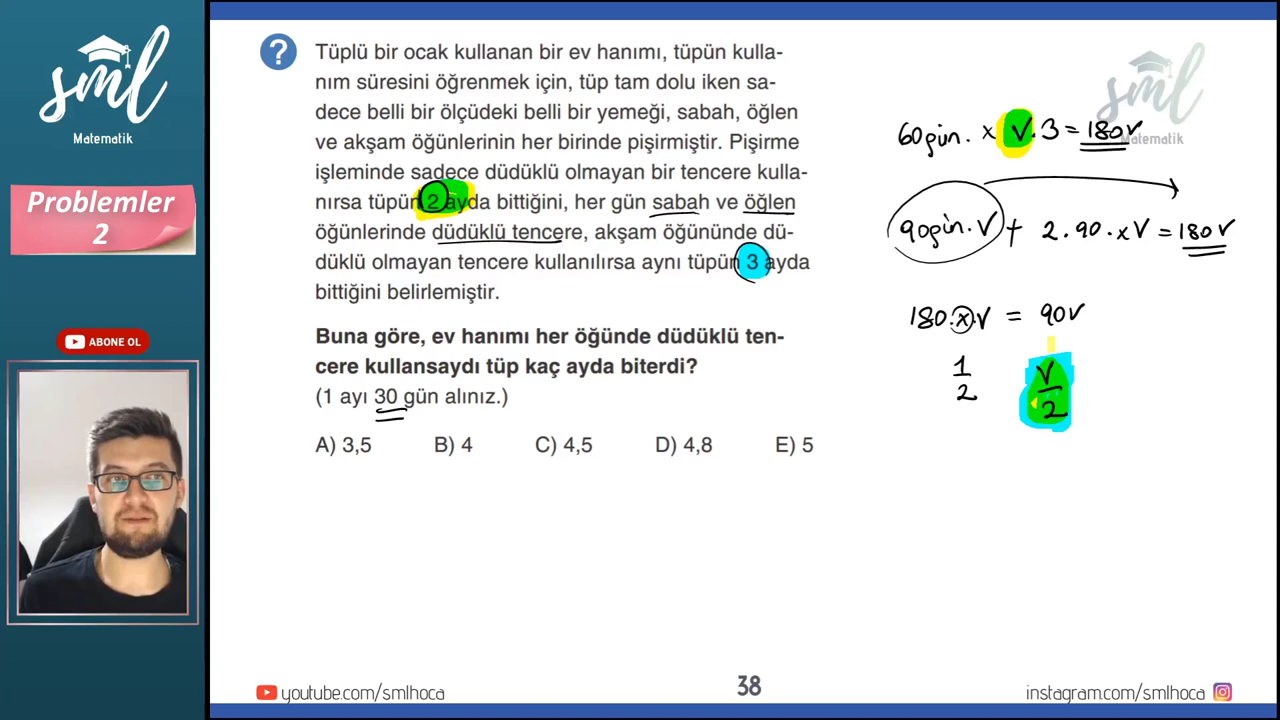 sml
Matematik
Problemler
2
ABONE OL
?
Tüplü bir ocak kullanan bir ev hanımı, tüpün kulla-
nım süresini öğrenmek için, tüp tam dolu iken sa-
dece belli bir ölçüdeki belli bir yemeği, sabah, öğlen
ve akşam öğünlerinin her birinde pişirmiştir. Pişirme
işleminde sadece düdüklü olmayan bir tencere kulla-
nırsa tüpün 2 ayda bittiğini, her gün sabah ve öğlen
öğünlerinde düdüklü tencere, akşam öğününde dü-
düklü olmayan tencere kullanılırsa aynı tüpün 3 ayda
bittiğini belirlemiştir.
Buna göre, ev hanımı her öğünde düdüklü ten-
cere kullansaydı tüp kaç ayda biterdi?
(1 ayı 30 gün alınız.)
A) 3,5 B) 4 C) 4,5 D) 4,8 E) 5
sml
Matematik
60gün. x V.3 = 180V
90gün.V + 2.90.xV = 180V
180.x.V = 90V
1
2
V
2
youtube.com/smlhoca
38
instagram.com/smlhoca